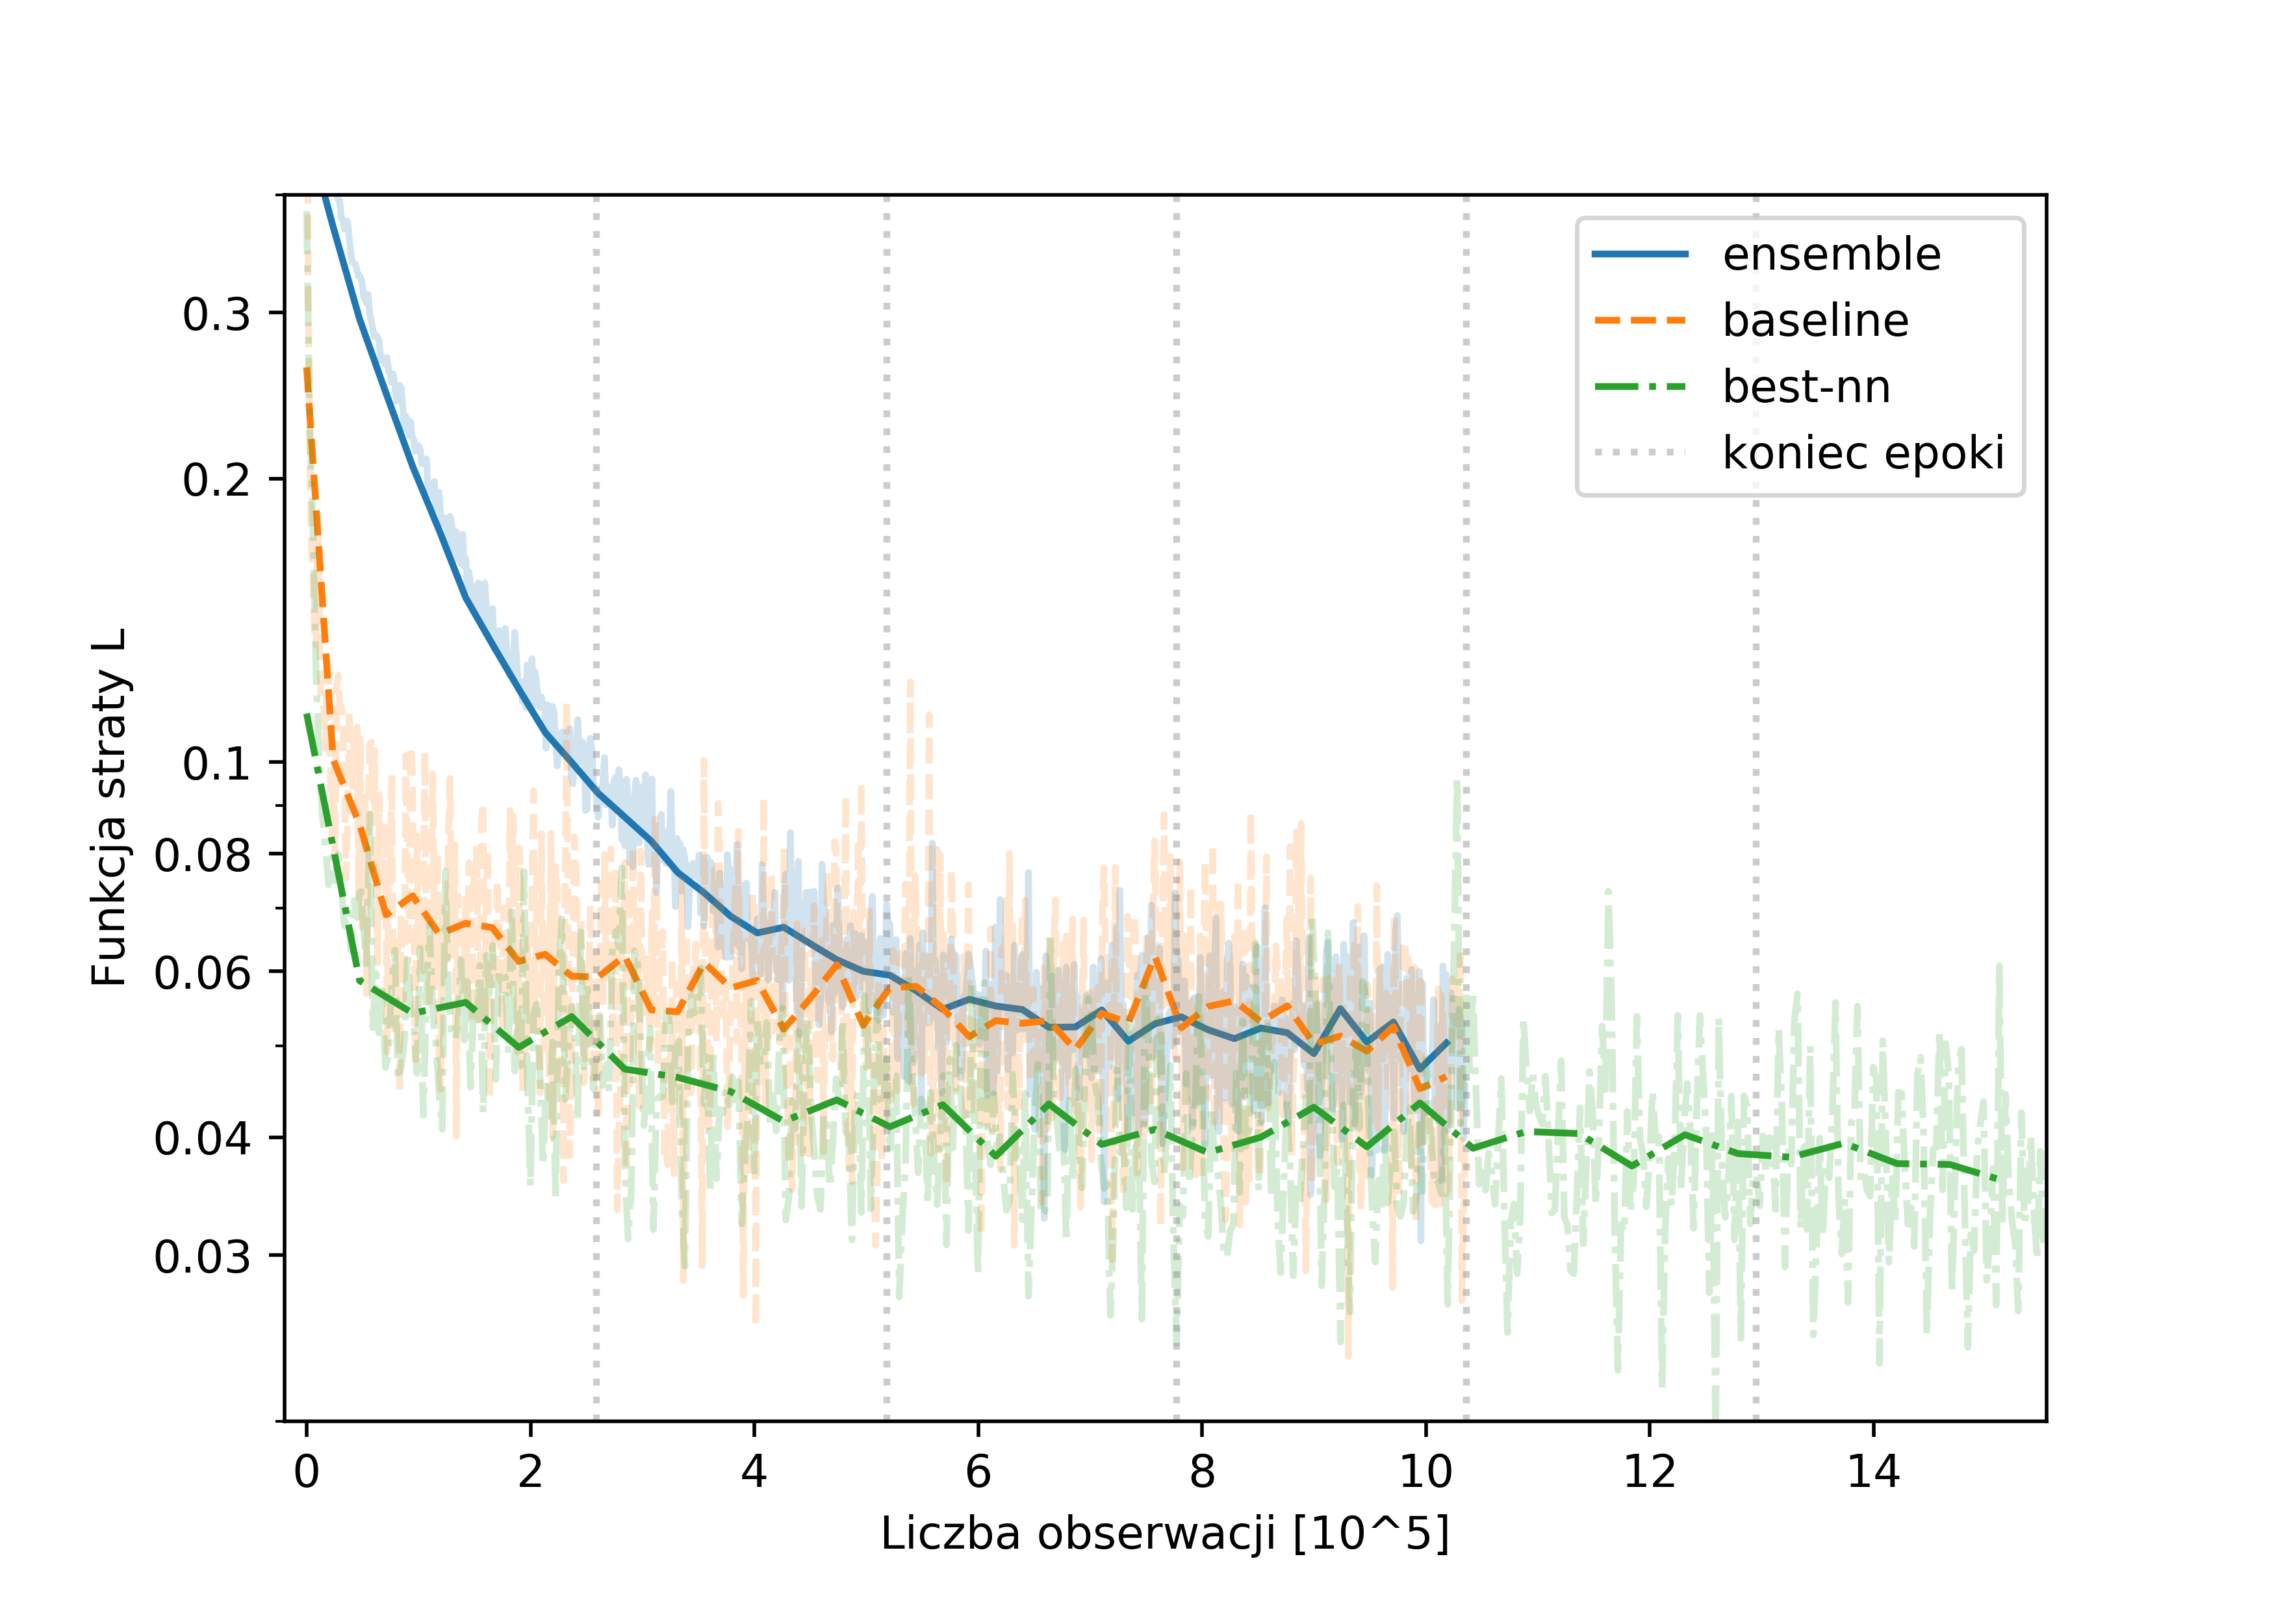 ensemble
baseline
best-nn
koniec epoki
Funkcja straty L
0.3
0.2
0.1
0.08
0.06
0.04
0.03
0 2 4 6 8 10 12 14
Liczba obserwacji [10^5]